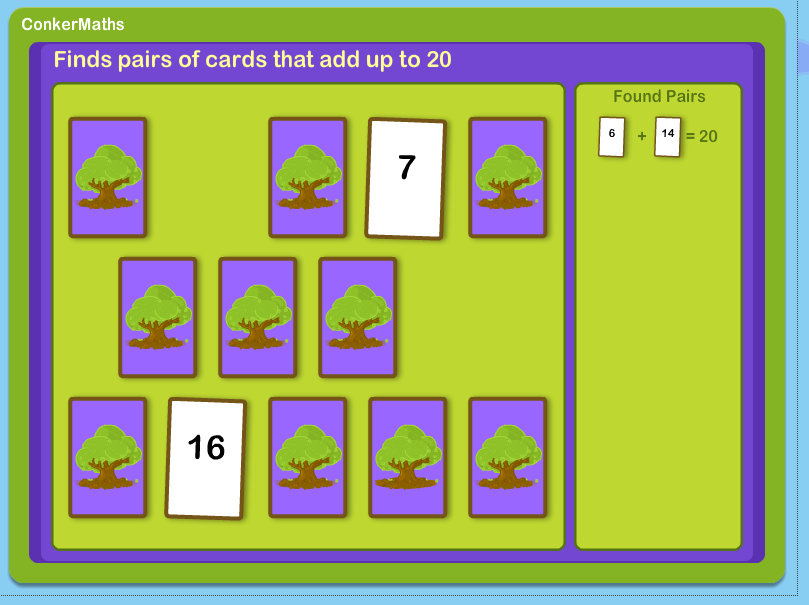 ConkerMaths
Finds pairs of cards that add up to 20
Found Pairs
6 + 14 = 20
7
16